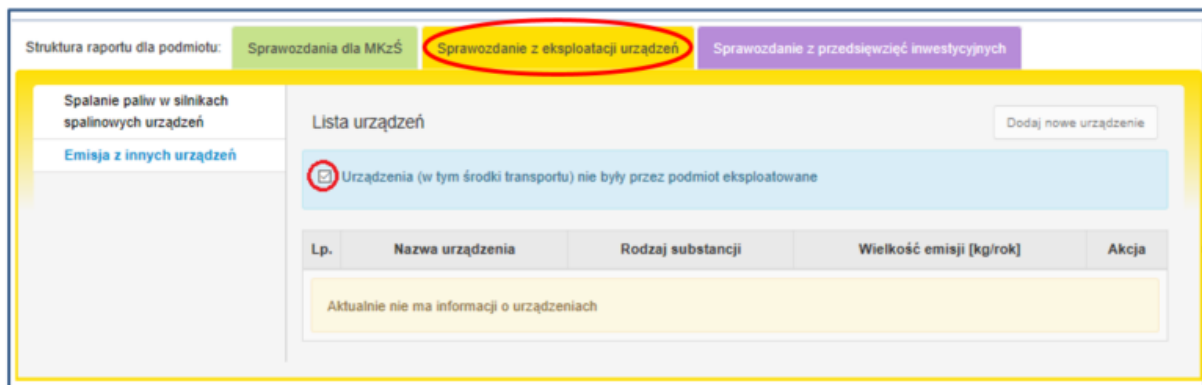 Struktura raportu dla podmiotu: Sprawozdania dla MKzŚ Sprawozdanie z eksploatacji urządzeń Sprawozdanie z przedsięwzięć inwestycyjnych
Spalanie paliw w silnikach
spalinowych urządzeń
Emisja z innych urządzeń
Lista urządzeń
Dodaj nowe urządzenie
Urządzenia (w tym środki transportu) nie były przez podmiot eksploatowane
Lp. Nazwa urządzenia Rodzaj substancji Wielkość emisji [kg/rok] Akcja
Aktualnie nie ma informacji o urządzeniach